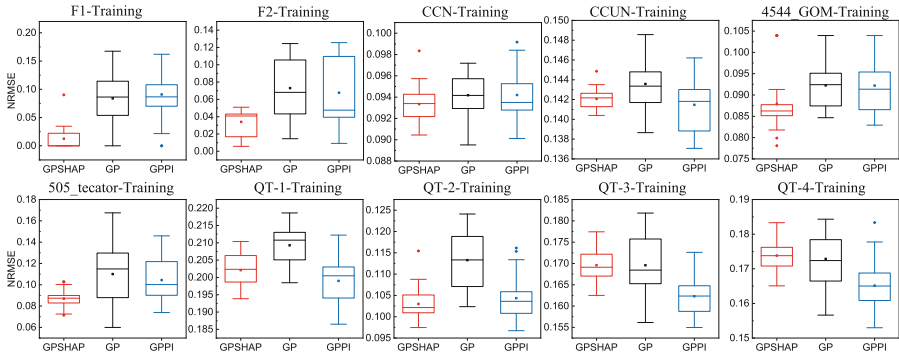 F1-Training F2-Training CCN-Training CCUN-Training 4544_GOM-Training
NRMSE
0.20 0.15 0.10 0.05 0.00
0.14 0.12 0.10 0.08 0.06 0.04 0.02 0.00
0.100 0.098 0.096 0.094 0.092 0.090 0.088
0.150 0.148 0.146 0.144 0.142 0.140 0.138 0.136
0.105 0.100 0.095 0.090 0.085 0.080 0.075
GPSHAP GP GPPI GPSHAP GP GPPI GPSHAP GP GPPI GPSHAP GP GPPI GPSHAP GP GPPI
505_tecator-Training QT-1-Training QT-2-Training QT-3-Training QT-4-Training
NRMSE
0.18 0.16 0.14 0.12 0.10 0.08 0.06
0.220 0.215 0.210 0.205 0.200 0.195 0.190 0.185
0.125 0.120 0.115 0.110 0.105 0.100 0.095
0.185 0.180 0.175 0.170 0.165 0.160 0.155
0.19 0.18 0.17 0.16 0.15
GPSHAP GP GPPI GPSHAP GP GPPI GPSHAP GP GPPI GPSHAP GP GPPI GPSHAP GP GPPI